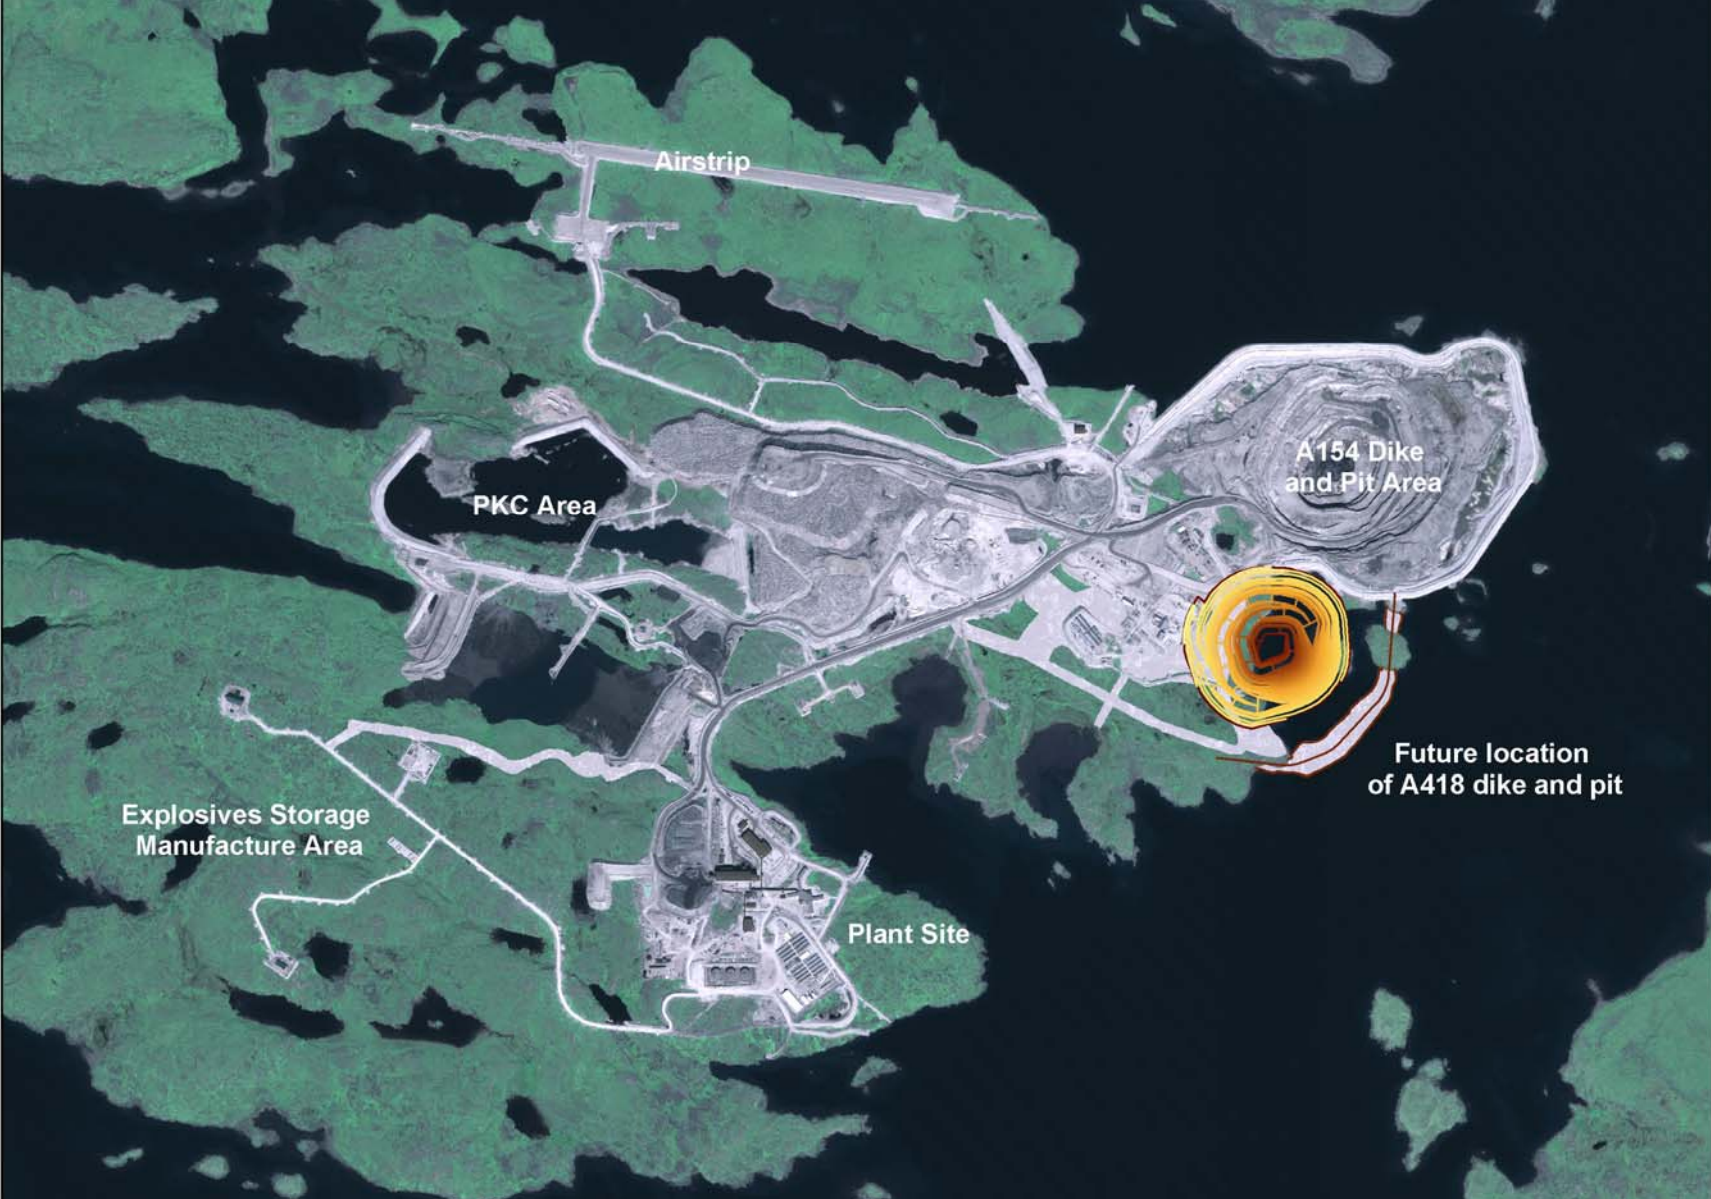 Airstrip
A154 Dike
and Pit Area
PKC Area
Future location
of A418 dike and pit
Explosives Storage
Manufacture Area
Plant Site